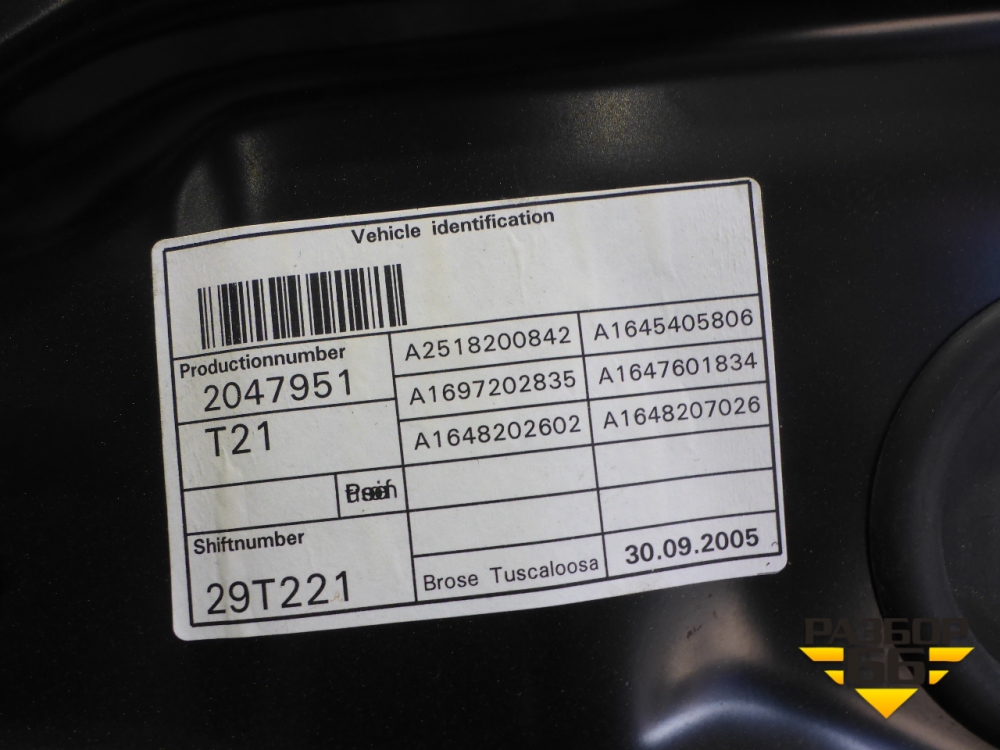 Vehicle identification
Productionnumber
2047951
T21
Shiftnumber
29T221
A2518200842 A1645405806
A1697202835 A1647601834
A1648202602 A1648207026
Brose Tuscaloosa 30.09.2005
РАЗБОР
66